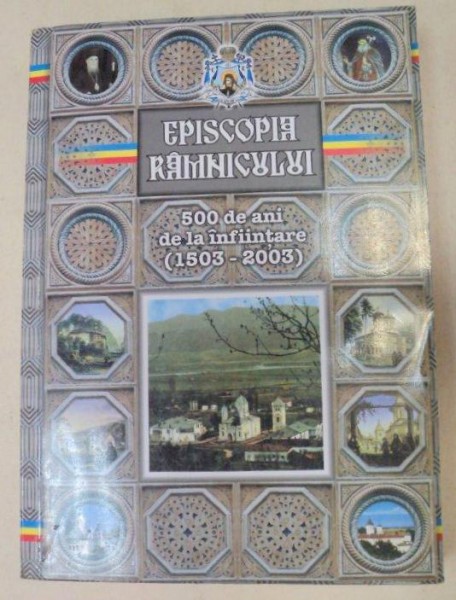 EPISCOPIA
RÂMNICULUI
500 de ani
de la înființare
(1503 - 2003)